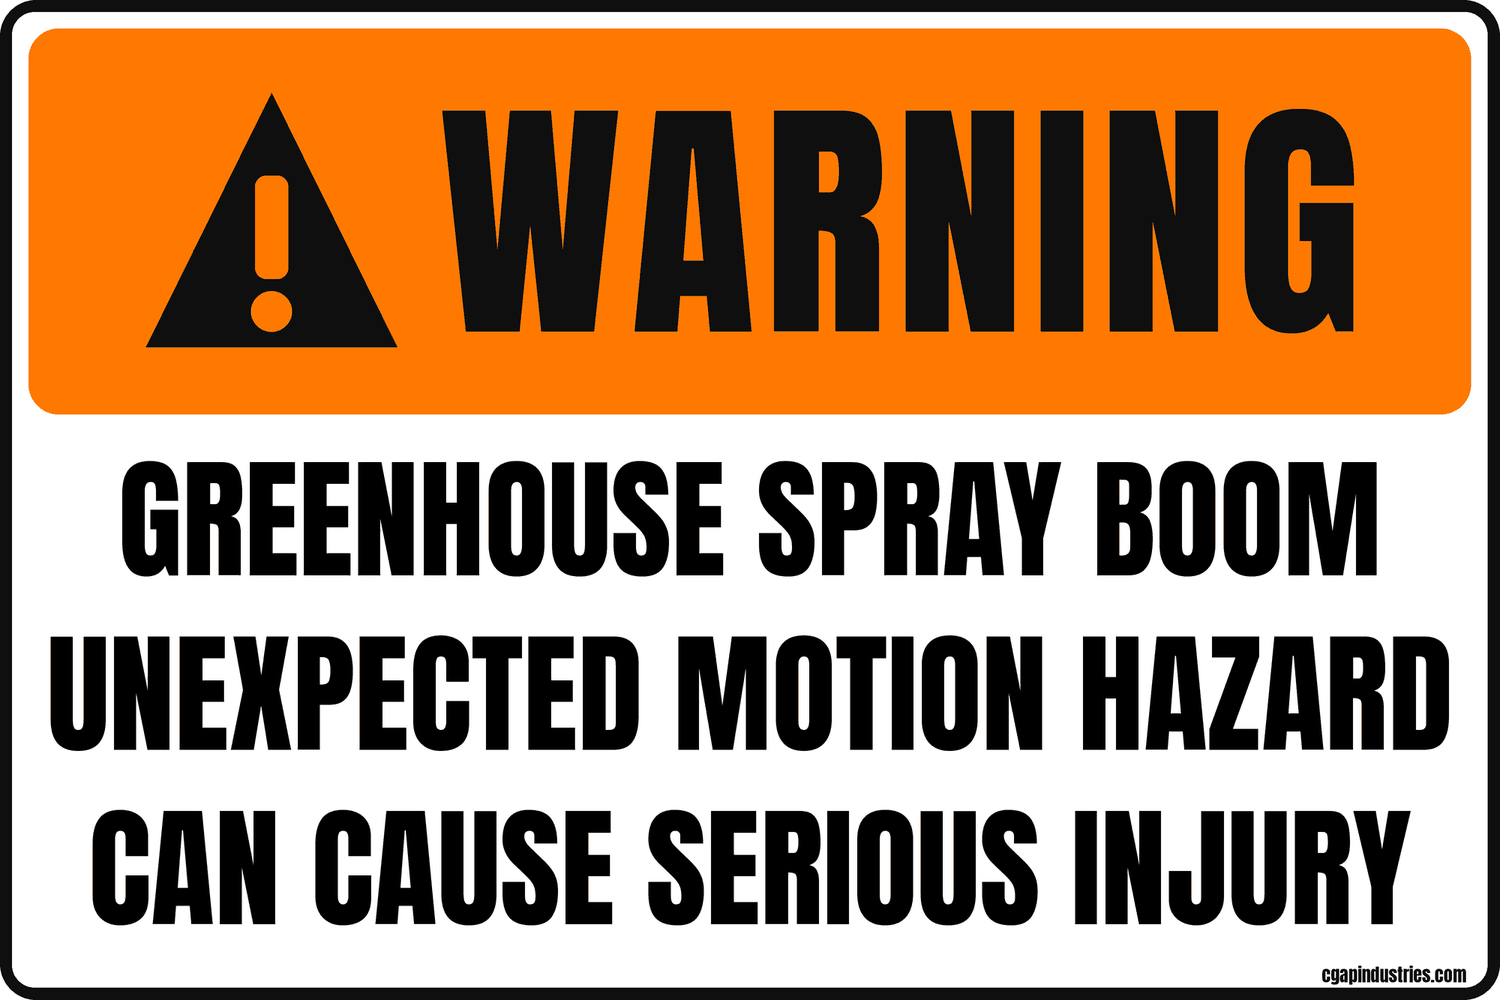 WARNING
GREENHOUSE SPRAY BOOM
UNEXPECTED MOTION HAZARD
CAN CAUSE SERIOUS INJURY
cgapindustries.com